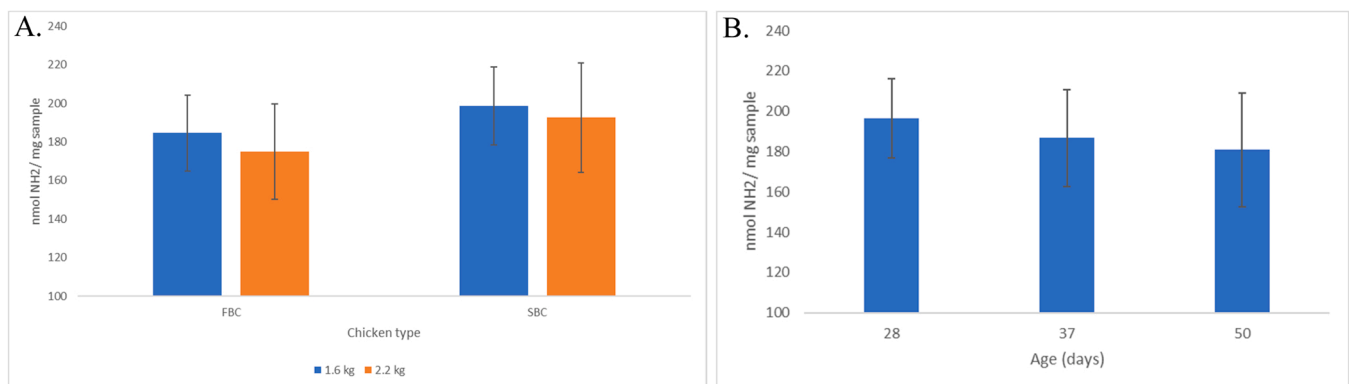 A.
240
220
200
180
160
140
120
100
nmol NH2/ mg sample
FBC
SBC
Chicken type
1.6 kg
2.2 kg
B.
240
220
200
180
160
140
120
100
nmol NH2/ mg sample
28
37
50
Age (days)